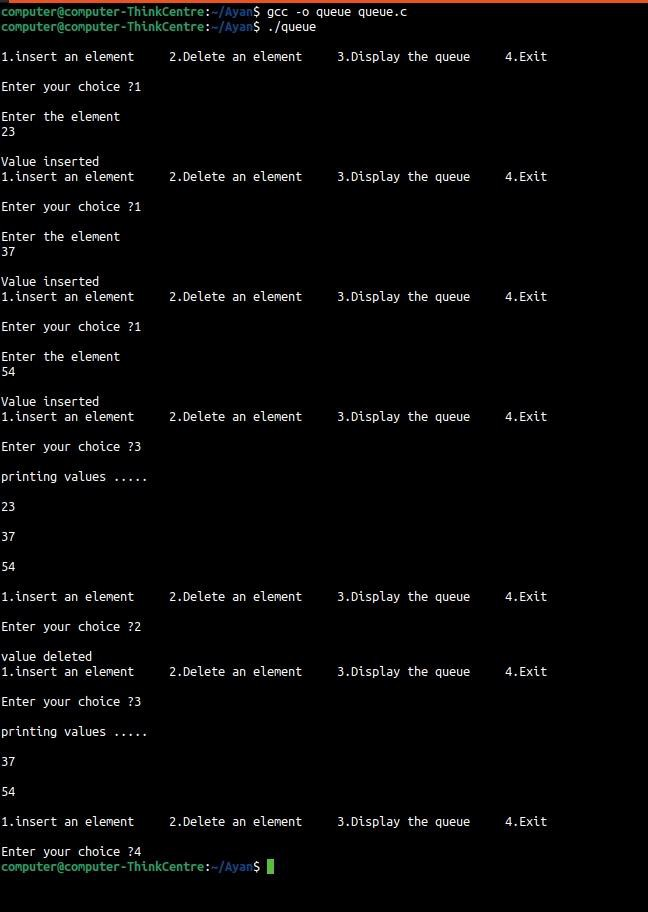 computer@computer-ThinkCentre:~/Ayan$ gcc -o queue queue.c
computer@computer-ThinkCentre:~/Ayan$ ./queue
1.insert an element     2.Delete an element     3.Display the queue     4.Exit
Enter your choice ?1
Enter the element
23
Value inserted
1.insert an element     2.Delete an element     3.Display the queue     4.Exit
Enter your choice ?1
Enter the element
37
Value inserted
1.insert an element     2.Delete an element     3.Display the queue     4.Exit
Enter your choice ?1
Enter the element
54
Value inserted
1.insert an element     2.Delete an element     3.Display the queue     4.Exit
Enter your choice ?3
printing values .....
23
37
54
1.insert an element     2.Delete an element     3.Display the queue     4.Exit
Enter your choice ?2
value deleted
1.insert an element     2.Delete an element     3.Display the queue     4.Exit
Enter your choice ?3
printing values .....
37
54
1.insert an element     2.Delete an element     3.Display the queue     4.Exit
Enter your choice ?4
computer@computer-ThinkCentre:~/Ayan$